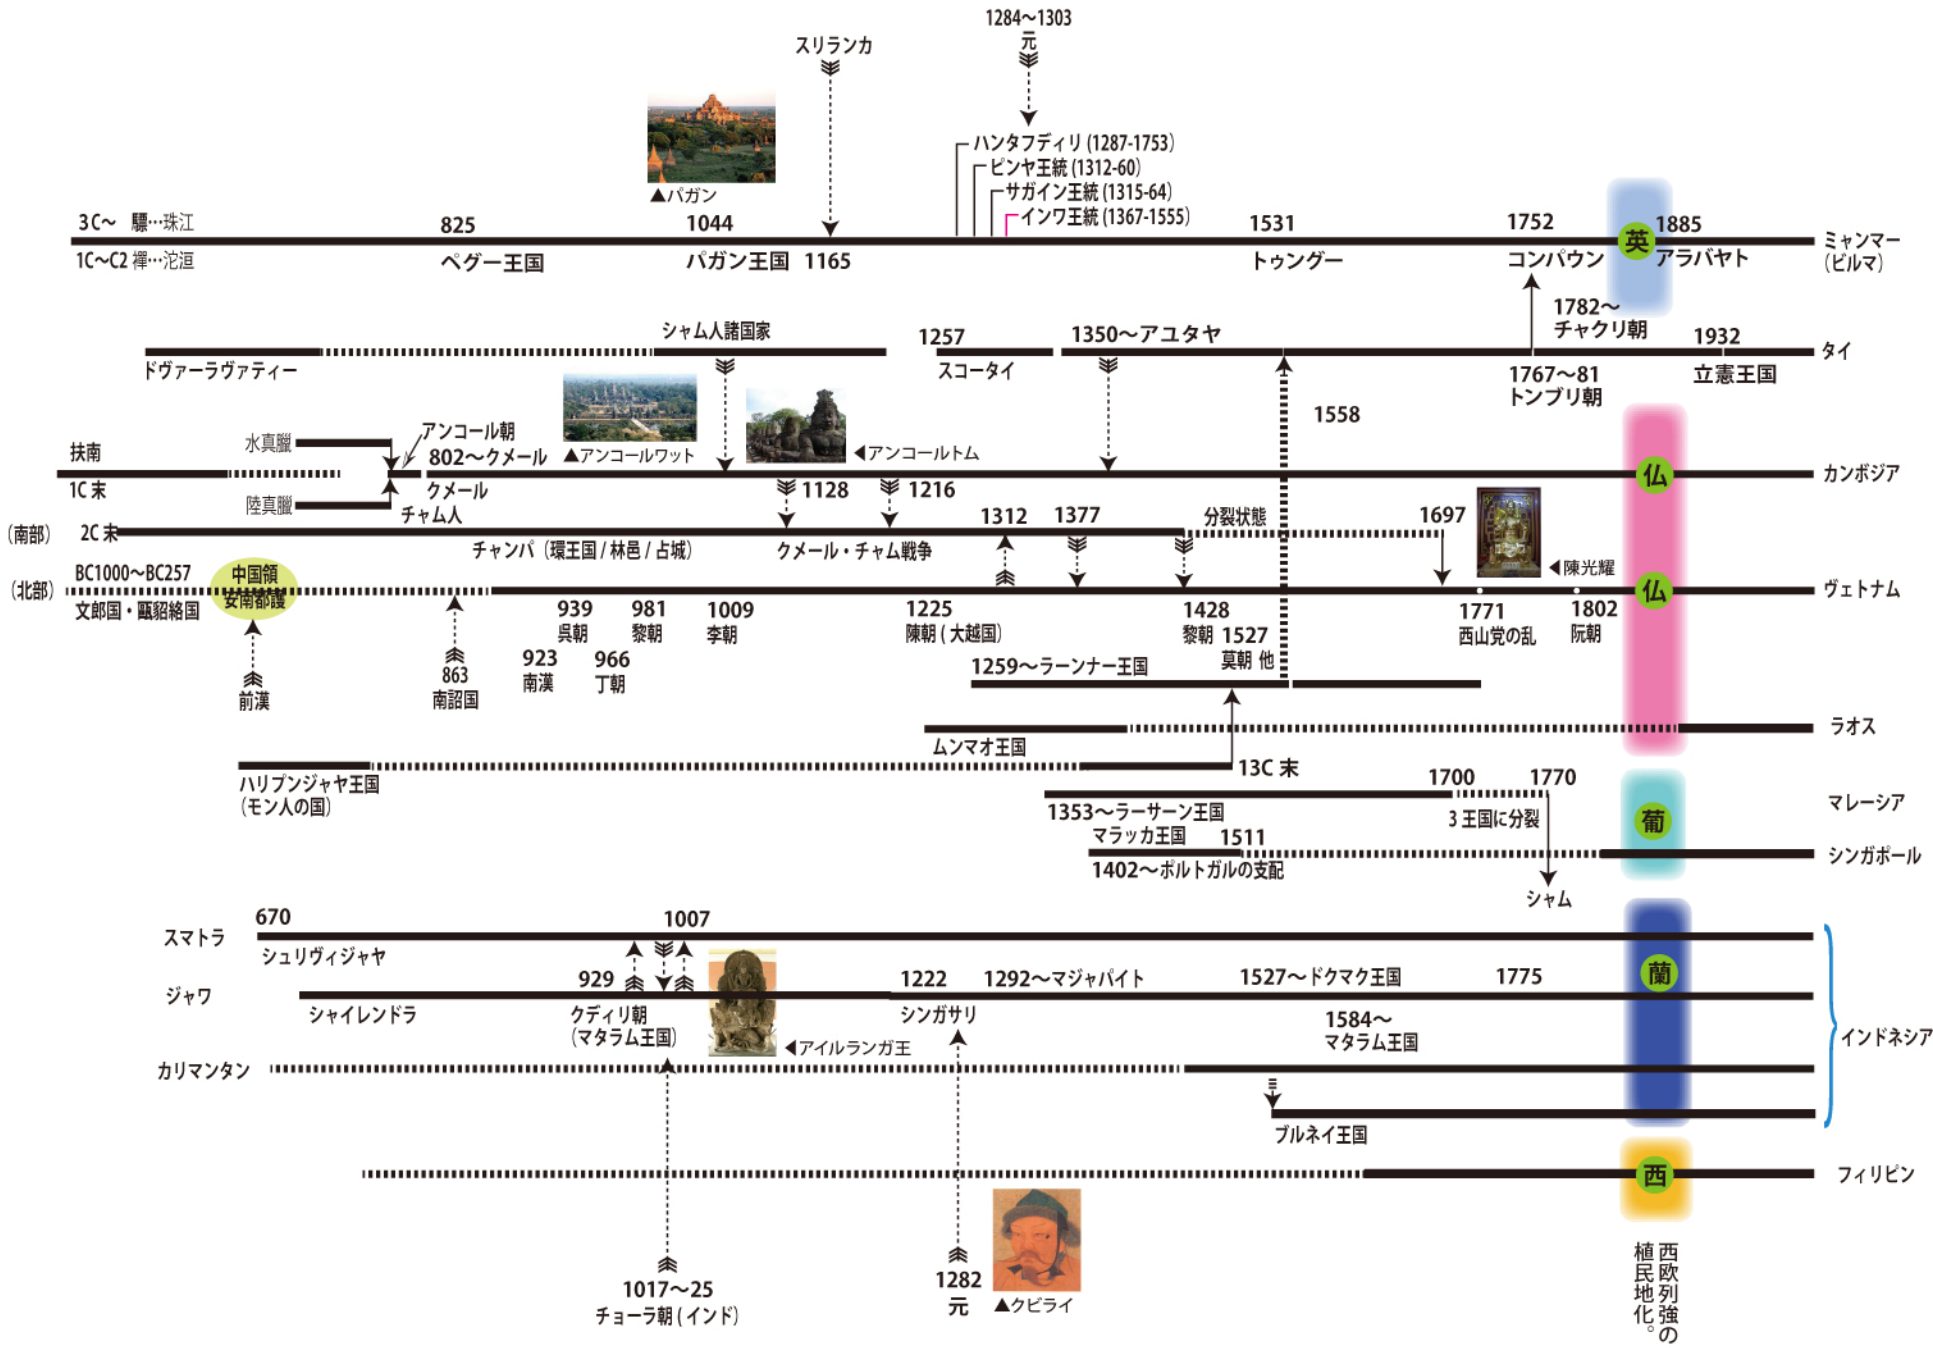 1284〜1303
元
スリランカ
ハンタフディリ (1287-1753)
ピンヤ王統 (1312-60)
サガイン王統 (1315-64)
インワ王統 (1367-1555)
▲パガン
3C〜 驃…珠江
825
1044
1531
1752
英
1885
ミャンマー
(ビルマ)
1C〜C2 禪…沱洹
ペグー王国
パガン王国 1165
トゥングー
コンパウン
アラバヤト
1782〜
チャクリ朝
シャム人諸国家
1257
1350〜アユタヤ
1932
タイ
ドヴァーラヴァティー
スコータイ
1767〜81
トンブリ朝
立憲王国
1558
水真臘
アンコール朝
扶南
802〜クメール
▲アンコールワット
◀アンコールトム
仏
カンボジア
1C 末
陸真臘
クメール
1128
1216
チャム人
(南部)
2C 末
1312
1377
分裂状態
1697
チャンパ（環王国 / 林邑 / 占城）
クメール・チャム戦争
◀陳光耀
BC1000〜BC257
中国領
(北部)
安南都護
仏
ヴェトナム
文郎国・甌貂絡国
939
呉朝
981
黎朝
1009
李朝
1225
陳朝 ( 大越国）
1428
黎朝
1527
莫朝 他
1771
西山党の乱
1802
阮朝
923
南漢
966
丁朝
863
南詔国
前漢
1259〜ラーンナー王国
ムンマオ王国
ラオス
ハリプンジャヤ王国
(モン人の国)
13C 末
1700
1770
1353〜ラーサーン王国
3 王国に分裂
マレーシア
葡
マラッカ王国
1511
シンガポール
1402〜ポルトガルの支配
シャム
670
1007
スマトラ
シュリヴィジャヤ
929
1222
1292〜マジャパイト
1527〜ドクマク王国
1775
蘭
ジャワ
シャイレンドラ
クディリ朝
(マタラム王国)
シンガサリ
1584〜
マタラム王国
◀アイルランガ王
インドネシア
カリマンタン
ブルネイ王国
西
フィリピン
1017〜25
チョーラ朝 ( インド）
1282
元
▲クビライ
西欧列強の
植民地化。